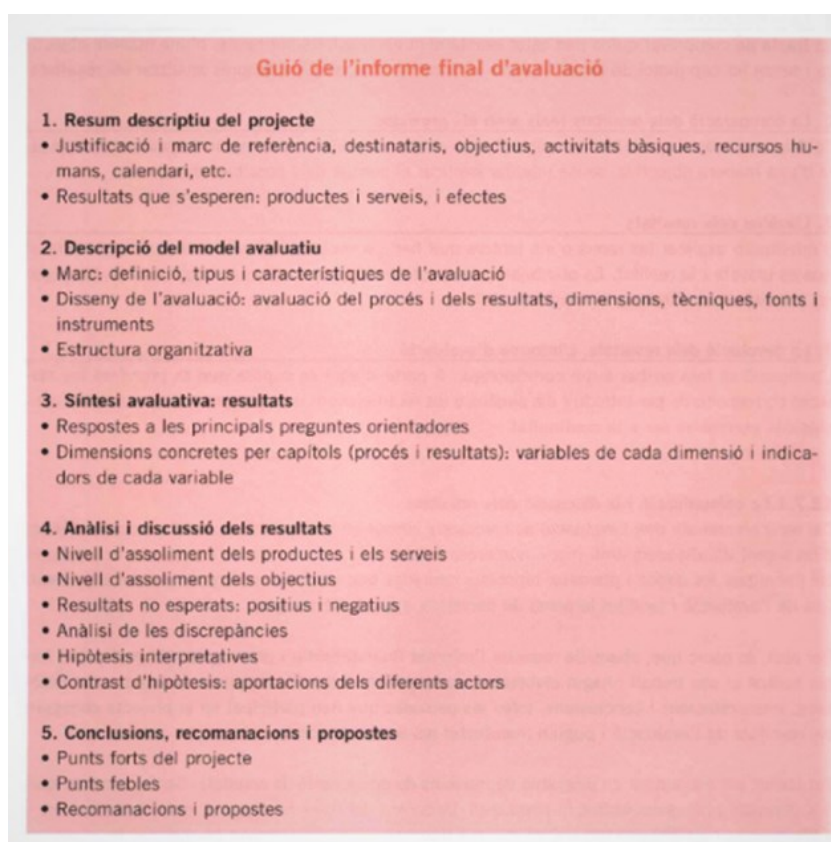 Guió de l'informe final d'avaluació
1. Resum descriptiu del projecte
• Justificació i marc de referència, destinataris, objectius, activitats bàsiques, recursos hu-
mans, calendari, etc.
• Resultats que s'esperen: productes i serveis, i efectes
2. Descripció del model avaluatiu
• Marc: definició, tipus i característiques de l'avaluació
• Disseny de l'avaluació: avaluació del procés i dels resultats, dimensions, tècniques, fonts i
instruments
• Estructura organitzativa
3. Síntesi avaluativa: resultats
• Respostes a les principals preguntes orientadores
• Dimensions concretes per capítols (procés i resultats): variables de cada dimensió i indica-
dors de cada variable
4. Anàlisi i discussió dels resultats
• Nivell d'assoliment dels productes i els serveis
• Nivell d'assoliment dels objectius
• Resultats no esperats: positius i negatius
• Anàlisi de les discrepàncies
• Hipòtesis interpretatives
• Contrast d'hipòtesis: aportacions dels diferents actors
5. Conclusions, recomanacions i propostes
• Punts forts del projecte
• Punts febles
• Recomanacions i propostes